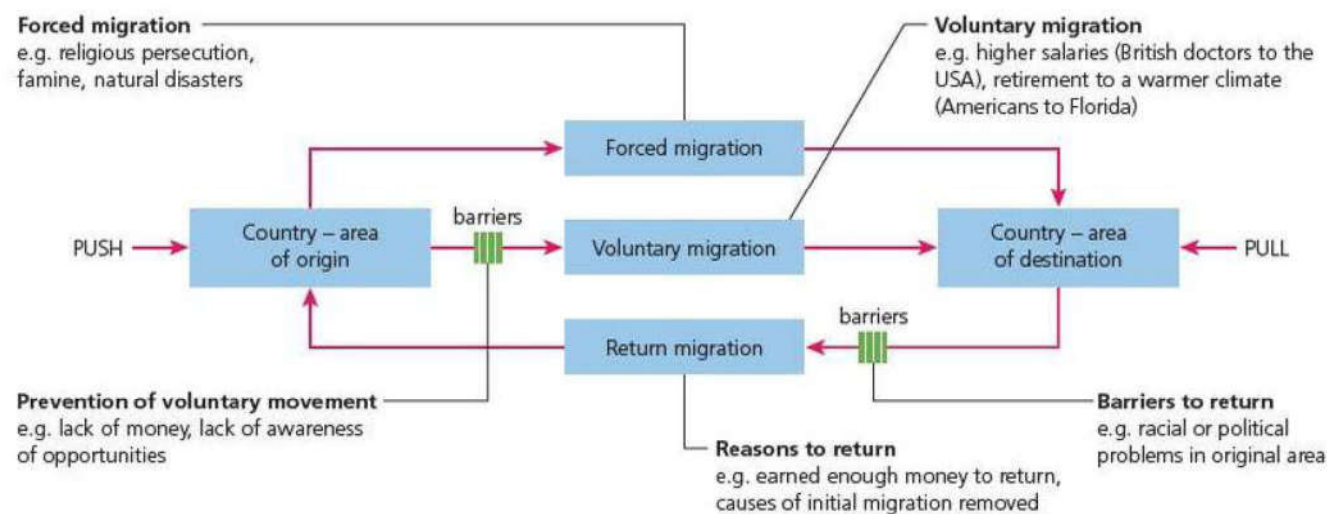 Forced migration
e.g. religious persecution,
famine, natural disasters
Voluntary migration
e.g. higher salaries (British doctors to the
USA), retirement to a warmer climate
(Americans to Florida)
Forced migration
PUSH
Country – area
of origin
barriers
Voluntary migration
Country – area
of destination
PULL
Return migration
barriers
Prevention of voluntary movement
e.g. lack of money, lack of awareness
of opportunities
Reasons to return
e.g. earned enough money to return,
causes of initial migration removed
Barriers to return
e.g. racial or political
problems in original area